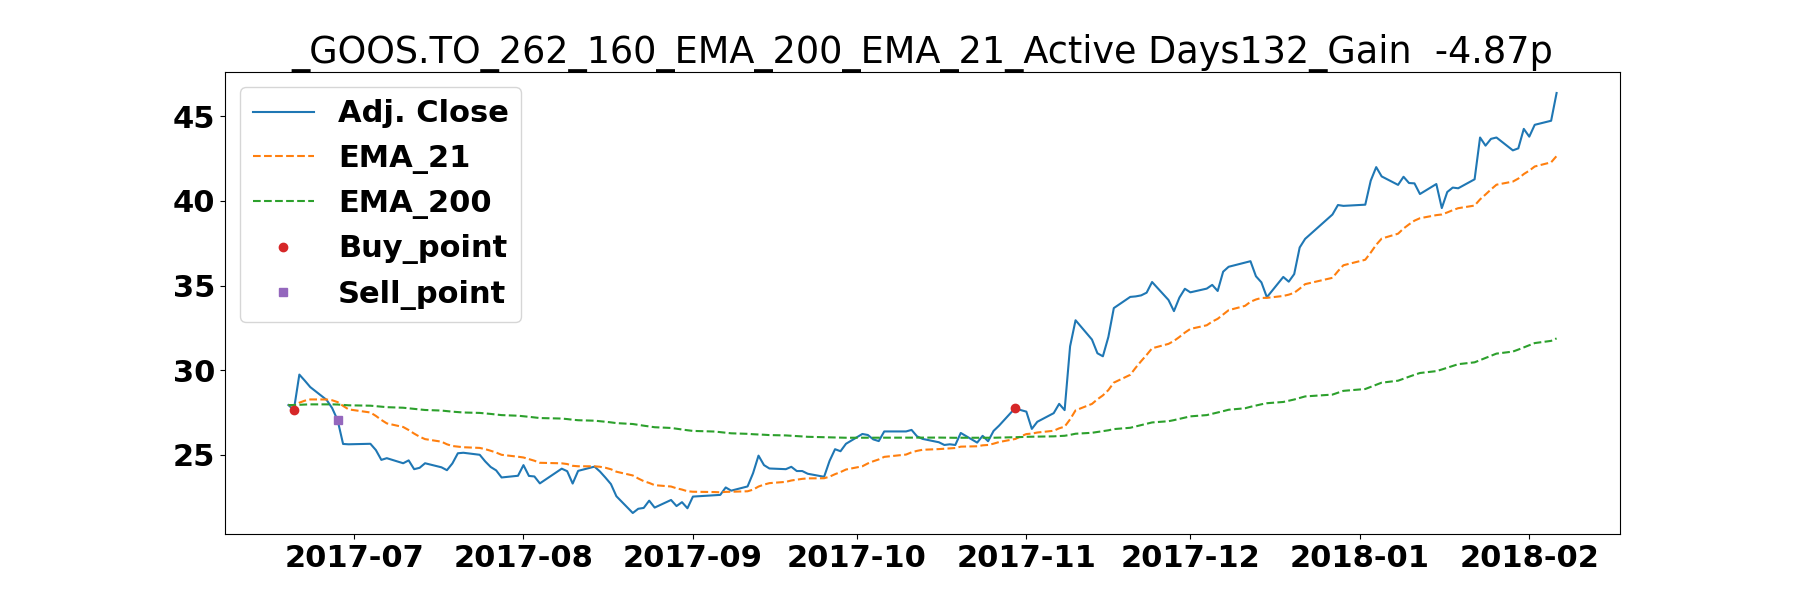 _GOOS.TO_262_160_EMA_200_EMA_21_Active Days132_Gain  -4.87p
Adj. Close
EMA_21
EMA_200
Buy_point
Sell_point
45
40
35
30
25
2017-07 2017-08 2017-09 2017-10 2017-11 2017-12 2018-01 2018-02